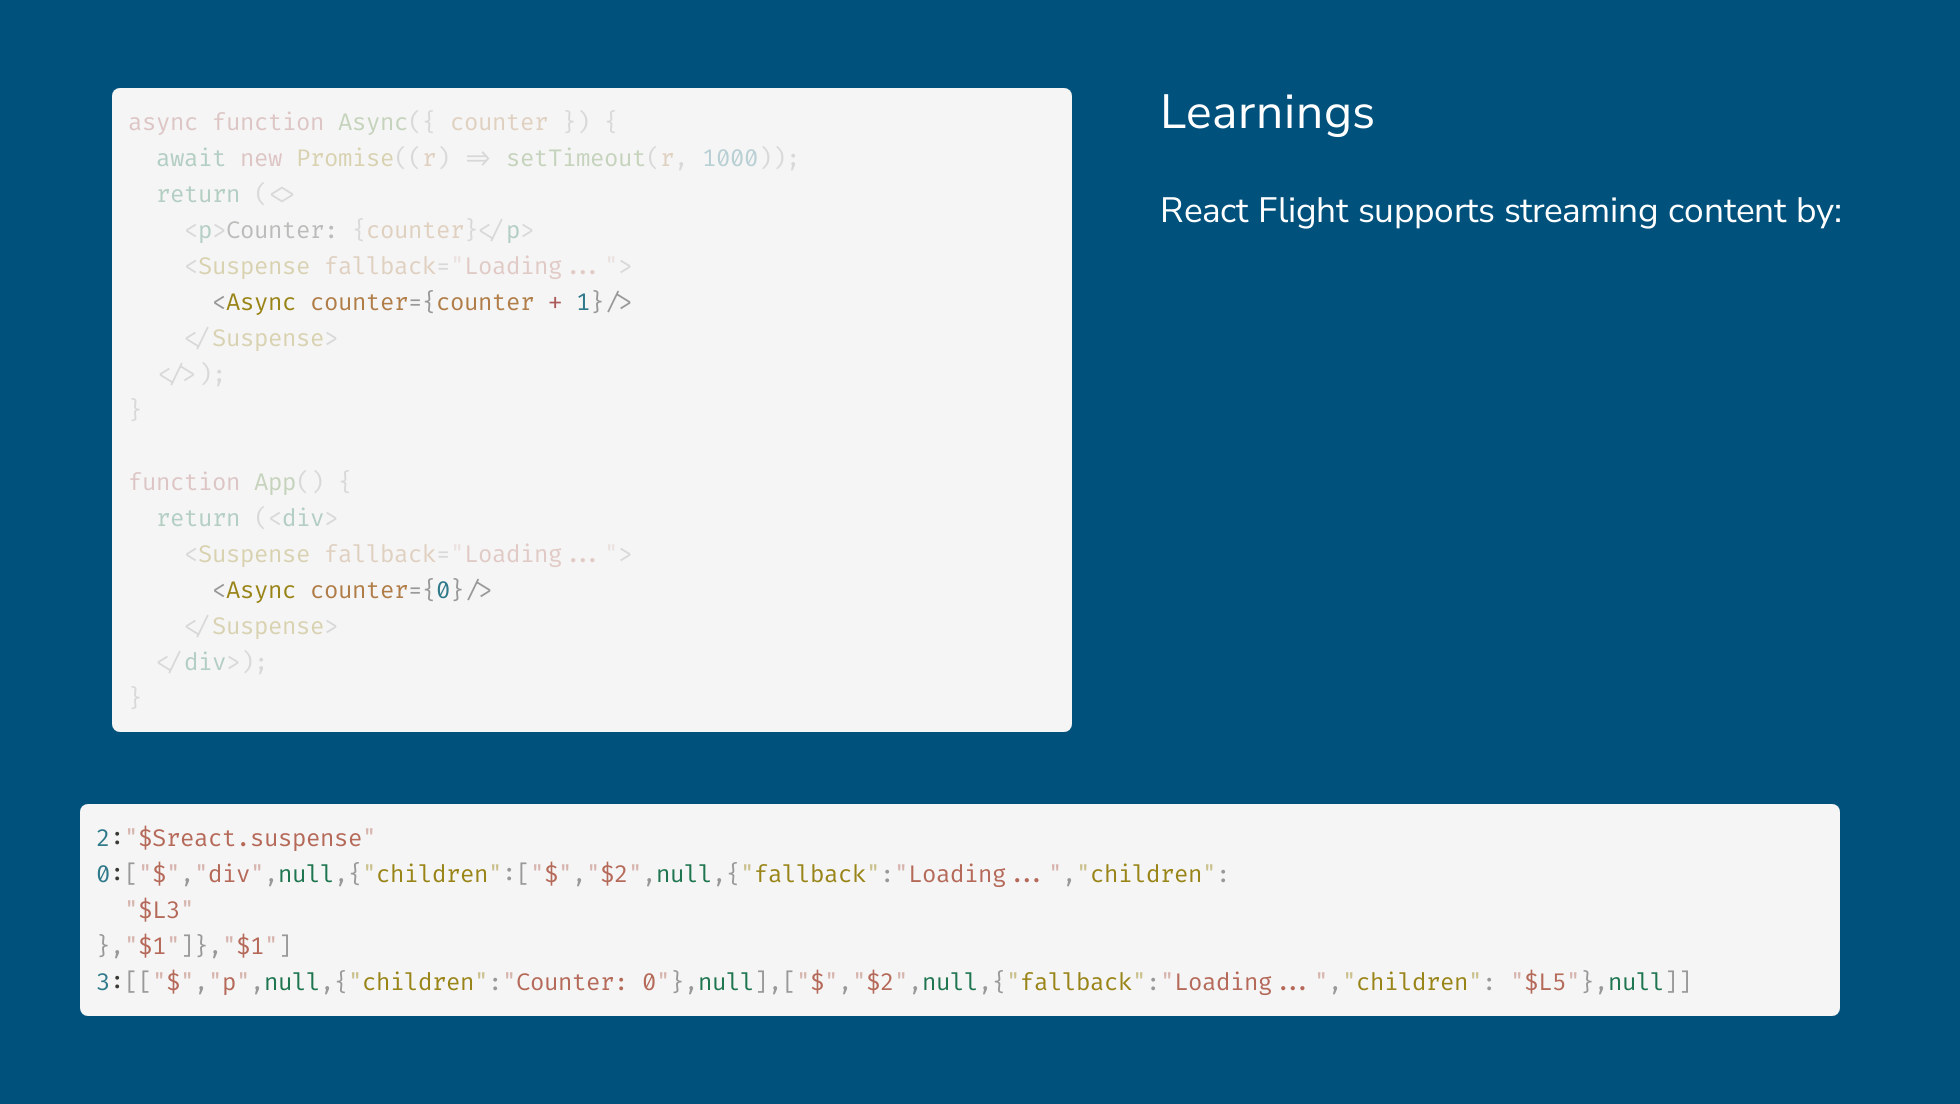 async function Async({ counter }) {
  await new Promise((r) => setTimeout(r, 1000));
  return (<>
    <p>Counter: {counter}</p>
    <Suspense fallback="Loading...">
      <Async counter={counter + 1}/>
    </Suspense>
  </>);
}
function App() {
  return (<div>
    <Suspense fallback="Loading...">
      <Async counter={0}/>
    </Suspense>
  </div>);
}
Learnings
React Flight supports streaming content by:
2:"$Sreact.suspense"
0:["$","div",null,{"children":["$","$2",null,{"fallback":"Loading...","children":
  "$L3"
},"$1"]},"$1"]
3:[["$","p",null,{"children":"Counter: 0"},null],["$","$2",null,{"fallback":"Loading...","children": "$L5"},null]]